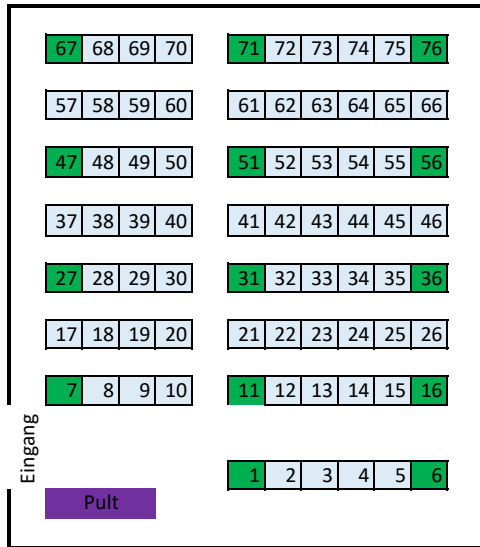 67 68 69 70 71 72 73 74 75 76
57 58 59 60 61 62 63 64 65 66
47 48 49 50 51 52 53 54 55 56
37 38 39 40 41 42 43 44 45 46
27 28 29 30 31 32 33 34 35 36
17 18 19 20 21 22 23 24 25 26
7 8 9 10 11 12 13 14 15 16
Eingang
1 2 3 4 5 6
Pult